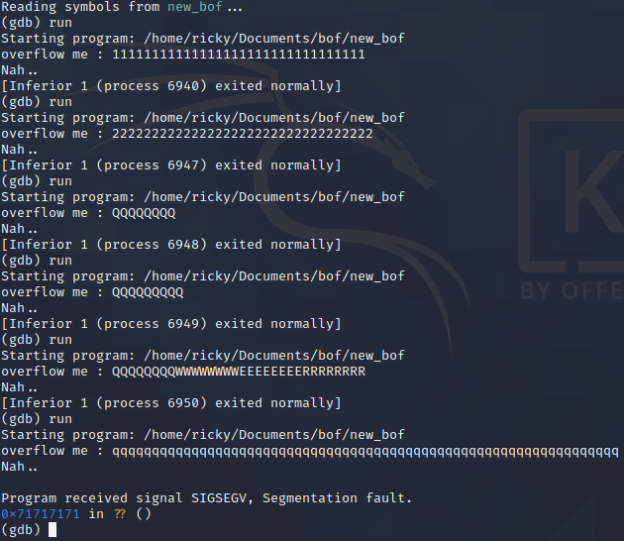 Reading symbols from new_bof...
(gdb) run
Starting program: /home/ricky/Documents/bof/new_bof
overflow me : 11111111111111111111111111111111
Nah..
[Inferior 1 (process 6940) exited normally]
(gdb) run
Starting program: /home/ricky/Documents/bof/new_bof
overflow me : 222222222222222222222222222222222
Nah..
[Inferior 1 (process 6947) exited normally]
(gdb) run
Starting program: /home/ricky/Documents/bof/new_bof
overflow me : QQQQQQQQ
Nah..
[Inferior 1 (process 6948) exited normally]
(gdb) run
Starting program: /home/ricky/Documents/bof/new_bof
overflow me : QQQQQQQQQ
Nah..
[Inferior 1 (process 6949) exited normally]
(gdb) run
Starting program: /home/ricky/Documents/bof/new_bof
overflow me : QQQQQQQQWWWWWWWWEEEEEEEERRRRRRRR
Nah..
[Inferior 1 (process 6950) exited normally]
(gdb) run
Starting program: /home/ricky/Documents/bof/new_bof
overflow me : qqqqqqqqqqqqqqqqqqqqqqqqqqqqqqqqqqqqqqqqqqqqqqqqqqqqqqqqqqqqqqqq
Nah..
Program received signal SIGSEGV, Segmentation fault.
0x71717171 in ?? ()
(gdb)
K
BY OFFE